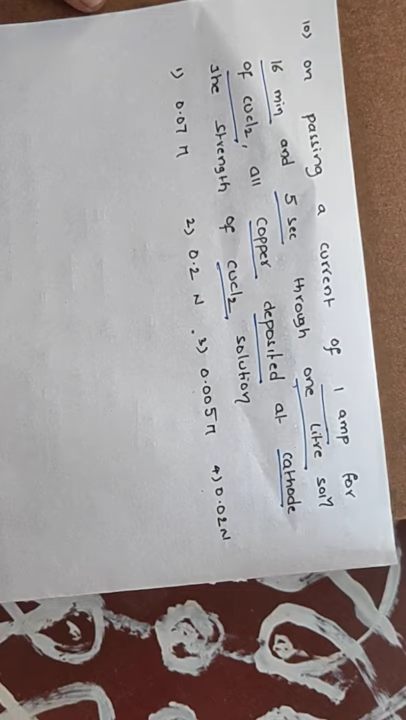 10) on passing a current of 1 amp for
16 min and 5 sec through one litre soln
of cucl2, all copper deposited at cathode
The strength of cucl2 solution
1) 0.07 M 2) 0.2 N 3) 0.005M 4) 0.02N